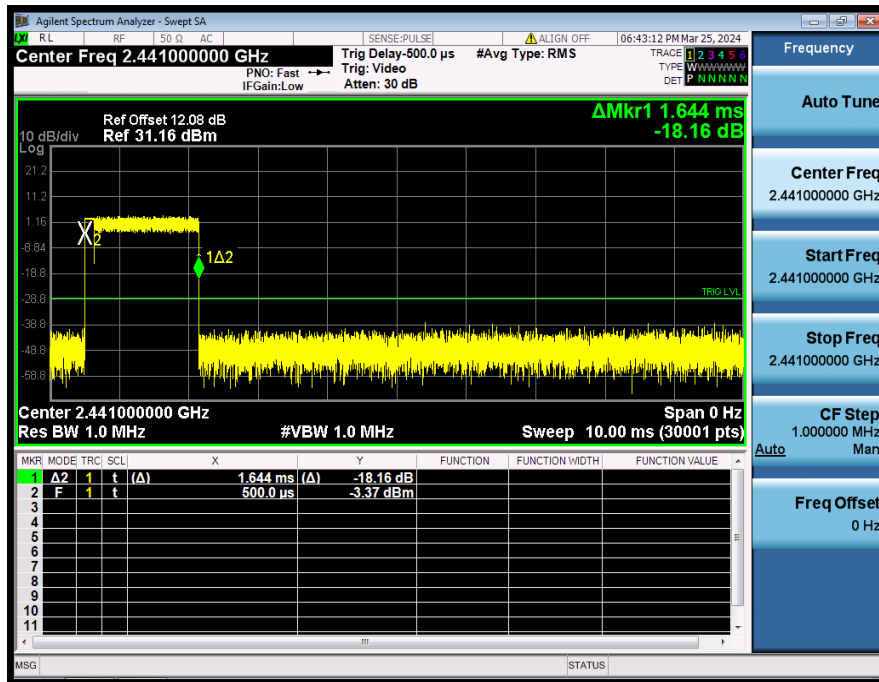 Agilent Spectrum Analyzer - Swept SA
LXI RL RF 50 Ω AC SENSE:PULSE ALIGN OFF 06:43:12 PM Mar 25, 2024
Center Freq 2.441000000 GHz
PNO: Fast
IFGain:Low
Trig Delay-500.0 µs
Trig: Video
Atten: 30 dB
#Avg Type: RMS
TRACE 1 2 3 4 5 6
TYPE WWWWWW
DET P N N N N N
Ref Offset 12.08 dB
10 dB/div Ref 31.16 dBm
Log
ΔMkr1 1.644 ms
-18.16 dB
21.2
11.2
1.16
-8.84
-18.8
-28.8
-38.8
-48.8
-58.8
2
1Δ2
TRIG LVL
Center 2.441000000 GHz Span 0 Hz
Res BW 1.0 MHz #VBW 1.0 MHz Sweep 10.00 ms (30001 pts)
MKR MODE TRC SCL X Y FUNCTION FUNCTION WIDTH FUNCTION VALUE
1 Δ2 1 t (Δ) 1.644 ms (Δ) -18.16 dB
2 F 1 t 500.0 µs -3.37 dBm
3
4
5
6
7
8
9
10
11
MSG STATUS
Frequency
Auto Tune
Center Freq
2.441000000 GHz
Start Freq
2.441000000 GHz
Stop Freq
2.441000000 GHz
CF Step
1.000000 MHz
Auto Man
Freq Offset
0 Hz